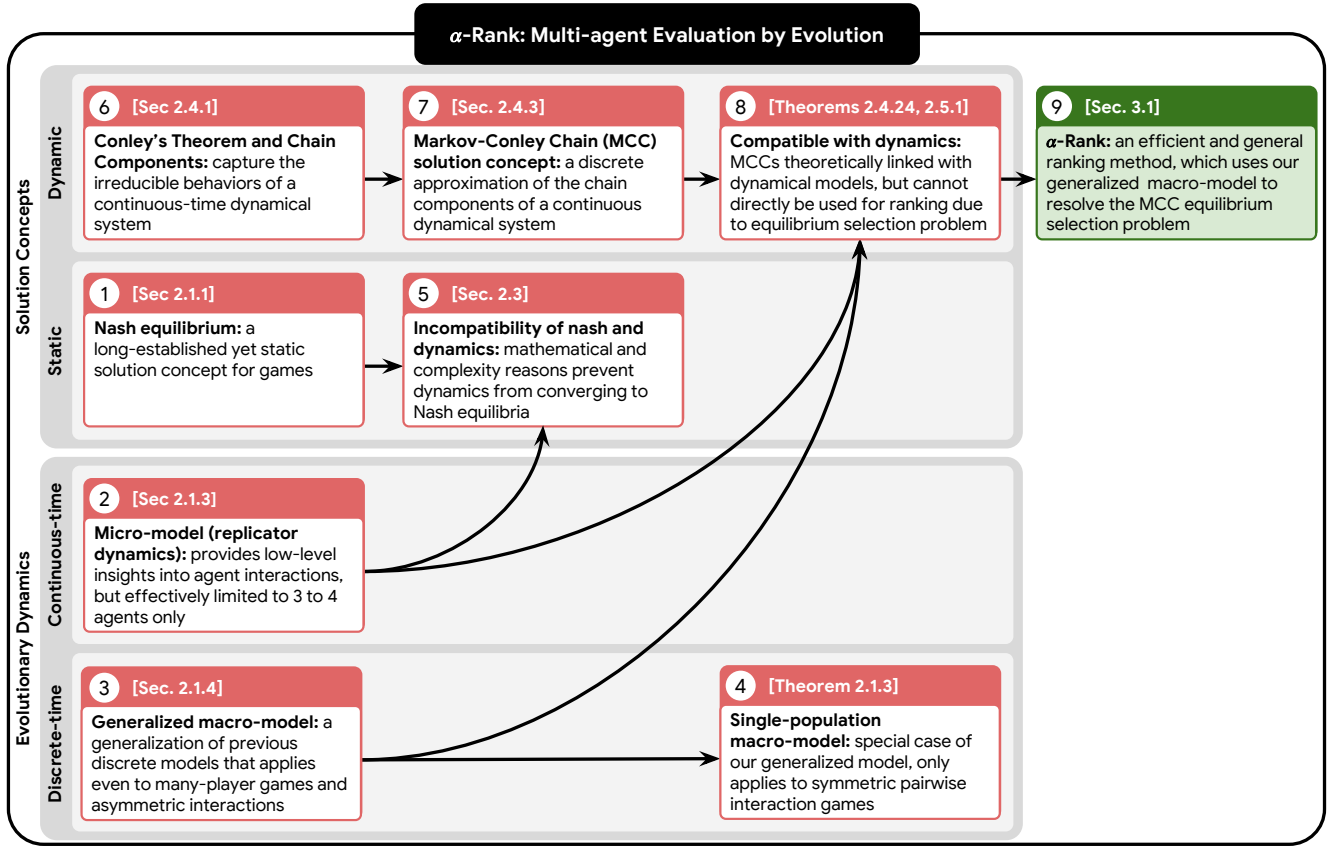 α-Rank: Multi-agent Evaluation by Evolution
Solution Concepts
Dynamic
6 [Sec 2.4.1]
Conley's Theorem and Chain
Components: capture the
irreducible behaviors of a
continuous-time dynamical
system
7 [Sec. 2.4.3]
Markov-Conley Chain (MCC)
solution concept: a discrete
approximation of the chain
components of a continuous
dynamical system
8 [Theorems 2.4.24, 2.5.1]
Compatible with dynamics:
MCCs theoretically linked with
dynamical models, but cannot
directly be used for ranking due
to equilibrium selection problem
9 [Sec. 3.1]
α-Rank: an efficient and general
ranking method, which uses our
generalized macro-model to
resolve the MCC equilibrium
selection problem
Static
1 [Sec 2.1.1]
Nash equilibrium: a
long-established yet static
solution concept for games
5 [Sec. 2.3]
Incompatibility of nash and
dynamics: mathematical and
complexity reasons prevent
dynamics from converging to
Nash equilibria
Evolutionary Dynamics
Continuous-time
2 [Sec 2.1.3]
Micro-model (replicator
dynamics): provides low-level
insights into agent interactions,
but effectively limited to 3 to 4
agents only
Discrete-time
3 [Sec. 2.1.4]
Generalized macro-model: a
generalization of previous
discrete models that applies
even to many-player games and
asymmetric interactions
4 [Theorem 2.1.3]
Single-population
macro-model: special case of
our generalized model, only
applies to symmetric pairwise
interaction games